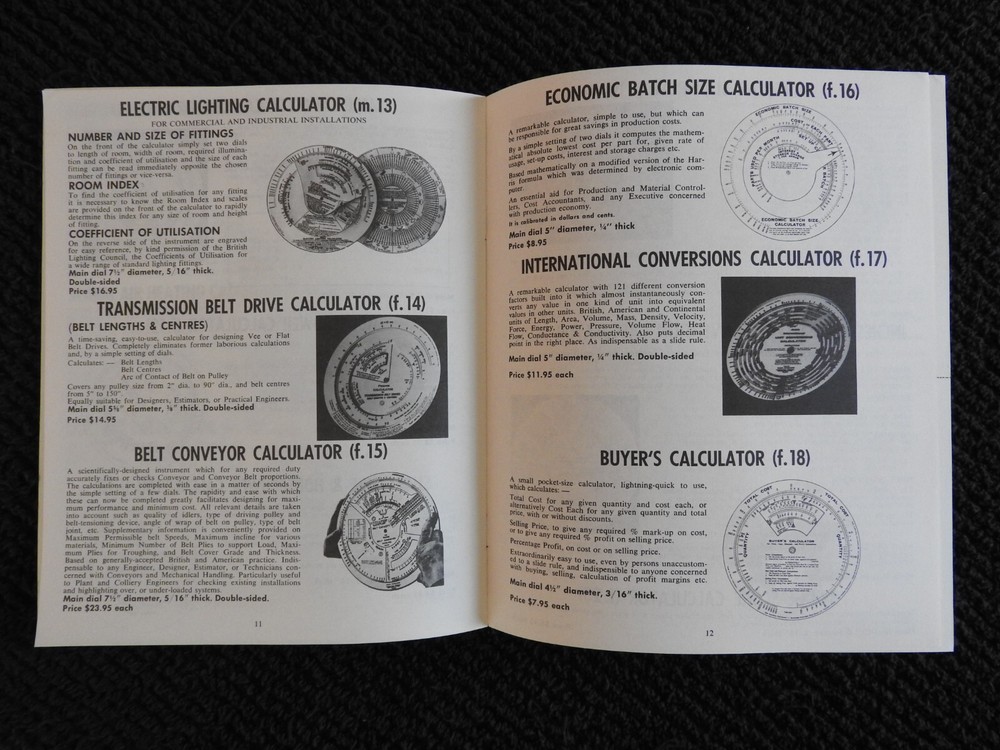 ELECTRIC LIGHTING CALCULATOR (m.13)
FOR COMMERCIAL AND INDUSTRIAL INSTALLATIONS
NUMBER AND SIZE OF FITTINGS
On the front of the calculator simply set two dials
to length of room, width of room, required illumina-
tion and coefficient of utilisation and the size of each
fitting can be read immediately opposite the chosen
number of fittings or vice-versa.
ROOM INDEX
To find the coefficient of utilisation for any fitting
it is necessary to know the Room Index and scales
are provided on the front of the calculator to rapidly
determine this index for any size of room and height
of fitting.
COEFFICIENT OF UTILISATION
On the reverse side of the instrument are engraved
for easy reference, by kind permission of the British
Lighting Council, the Coefficients of Utilisation for
a wide range of standard lighting fittings.
Main dial 7½" diameter, 5/16" thick.
Double-sided
Price $16.95
TRANSMISSION BELT DRIVE CALCULATOR (f.14)
(BELT LENGTHS & CENTRES)
A time-saving, easy-to-use, calculator for designing Vee or Flat
Belt Drives. Completely eliminates former laborious calculations
and, by a simple setting of dials.
Calculates: — Belt Lengths
Belt Centres
Arc of Contact of Belt on Pulley
Covers any pulley size from 2" dia. to 90" dia., and belt centres
from 5" to 150".
Equally suitable for Designers, Estimators, or Practical Engineers.
Main dial 5⅜" diameter, ⅛" thick. Double-sided
Price $14.95
BELT CONVEYOR CALCULATOR (f.15)
A scientifically-designed instrument which for any required duty
accurately fixes or checks Conveyor and Conveyor Belt proportions.
The calculations are completed with ease in a matter of seconds by
the simple setting of a few dials. The rapidity and ease with which
these can now be completed greatly facilitates designing for maxi-
mum performance and minimum cost. All relevant details are taken
into account such as quality of idlers, type of driving pulley and
belt-tensioning device, angle of wrap of belt on pulley, type of belt
joint, etc. Supplementary information is conveniently provided on
Maximum Permissible belt Speeds, Maximum incline for various
materials, Minimum Number of Belt Plies to support Load, Maxi-
mum Plies for Troughing, and Belt Cover Grade and Thickness.
Based on generally-accepted British and American practice. Indis-
pensable to any Engineer, Designer, Estimator, or Technician con-
cerned with Conveyors and Mechanical Handling. Particularly useful
to Plant and Colliery Engineers for checking existing installations
and highlighting over, or under-loaded systems.
Main dial 7½" diameter, 5/16" thick. Double-sided.
Price $23.95 each
11
ECONOMIC BATCH SIZE CALCULATOR (f.16)
A remarkable calculator, simple to use, but which can
be responsible for great savings in production costs.
By a simple setting of two dials it computes the mathem-
atical absolute lowest cost per part for, given rate of
usage, set-up costs, interest and storage charges etc.
Based mathematically on a modified version of the Har-
ris formula which was determined by electronic com-
puter.
An essential aid for Production and Material Control-
lers, Cost Accountants, and any Executive concerned
with production economy.
It is calibrated in dollars and cents.
Main dial 5" diameter, ¼" thick
Price $8.95
ECONOMIC BATCH SIZE
ECONOMIC BATCH SIZE
CALCULATOR
INTERNATIONAL CONVERSIONS CALCULATOR (f.17)
A remarkable calculator with 121 different conversion
factors built into it which almost instantaneously con-
verts any value in one kind of unit into equivalent
values in other units. British, American and Continental
units of Length, Area, Volume, Mass, Density, Velocity,
Force, Energy, Power, Pressure, Volume Flow, Heat
Flow, Conductance & Conductivity. Also puts decimal
point in the right place. As indispensable as a slide rule.
Main dial 5" diameter, ¼" thick. Double-sided
Price $11.95 each
BUYER'S CALCULATOR (f.18)
A small pocket-size calculator, lightning-quick to use,
which calculates: —
Total Cost for any given quantity and cost each, or
alternatively Cost Each for any given quantity and total
price, with or without discounts.
Selling Price, to give any required % mark-up on cost,
or to give any required % profit on selling price.
Percentage Profit, on cost or on selling price.
Extraordinarily easy to use, even by persons unaccustom-
ed to a slide rule, and indispensable to anyone concerned
with buying, selling, calculation of profit margins etc.
Main dial 4½" diameter, 3/16" thick.
Price $7.95 each
TOTAL COST
QUANTITY
QUANTITY
BUYER'S CALCULATOR
12